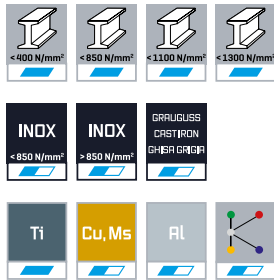 <400 N/mm² <850 N/mm² <1100 N/mm² <1300 N/mm²
INOX INOX GRAUGUSS
CAST IRON
GHISA GRIGIA
<850 N/mm² >850 N/mm²
Ti Cu, Ms Al